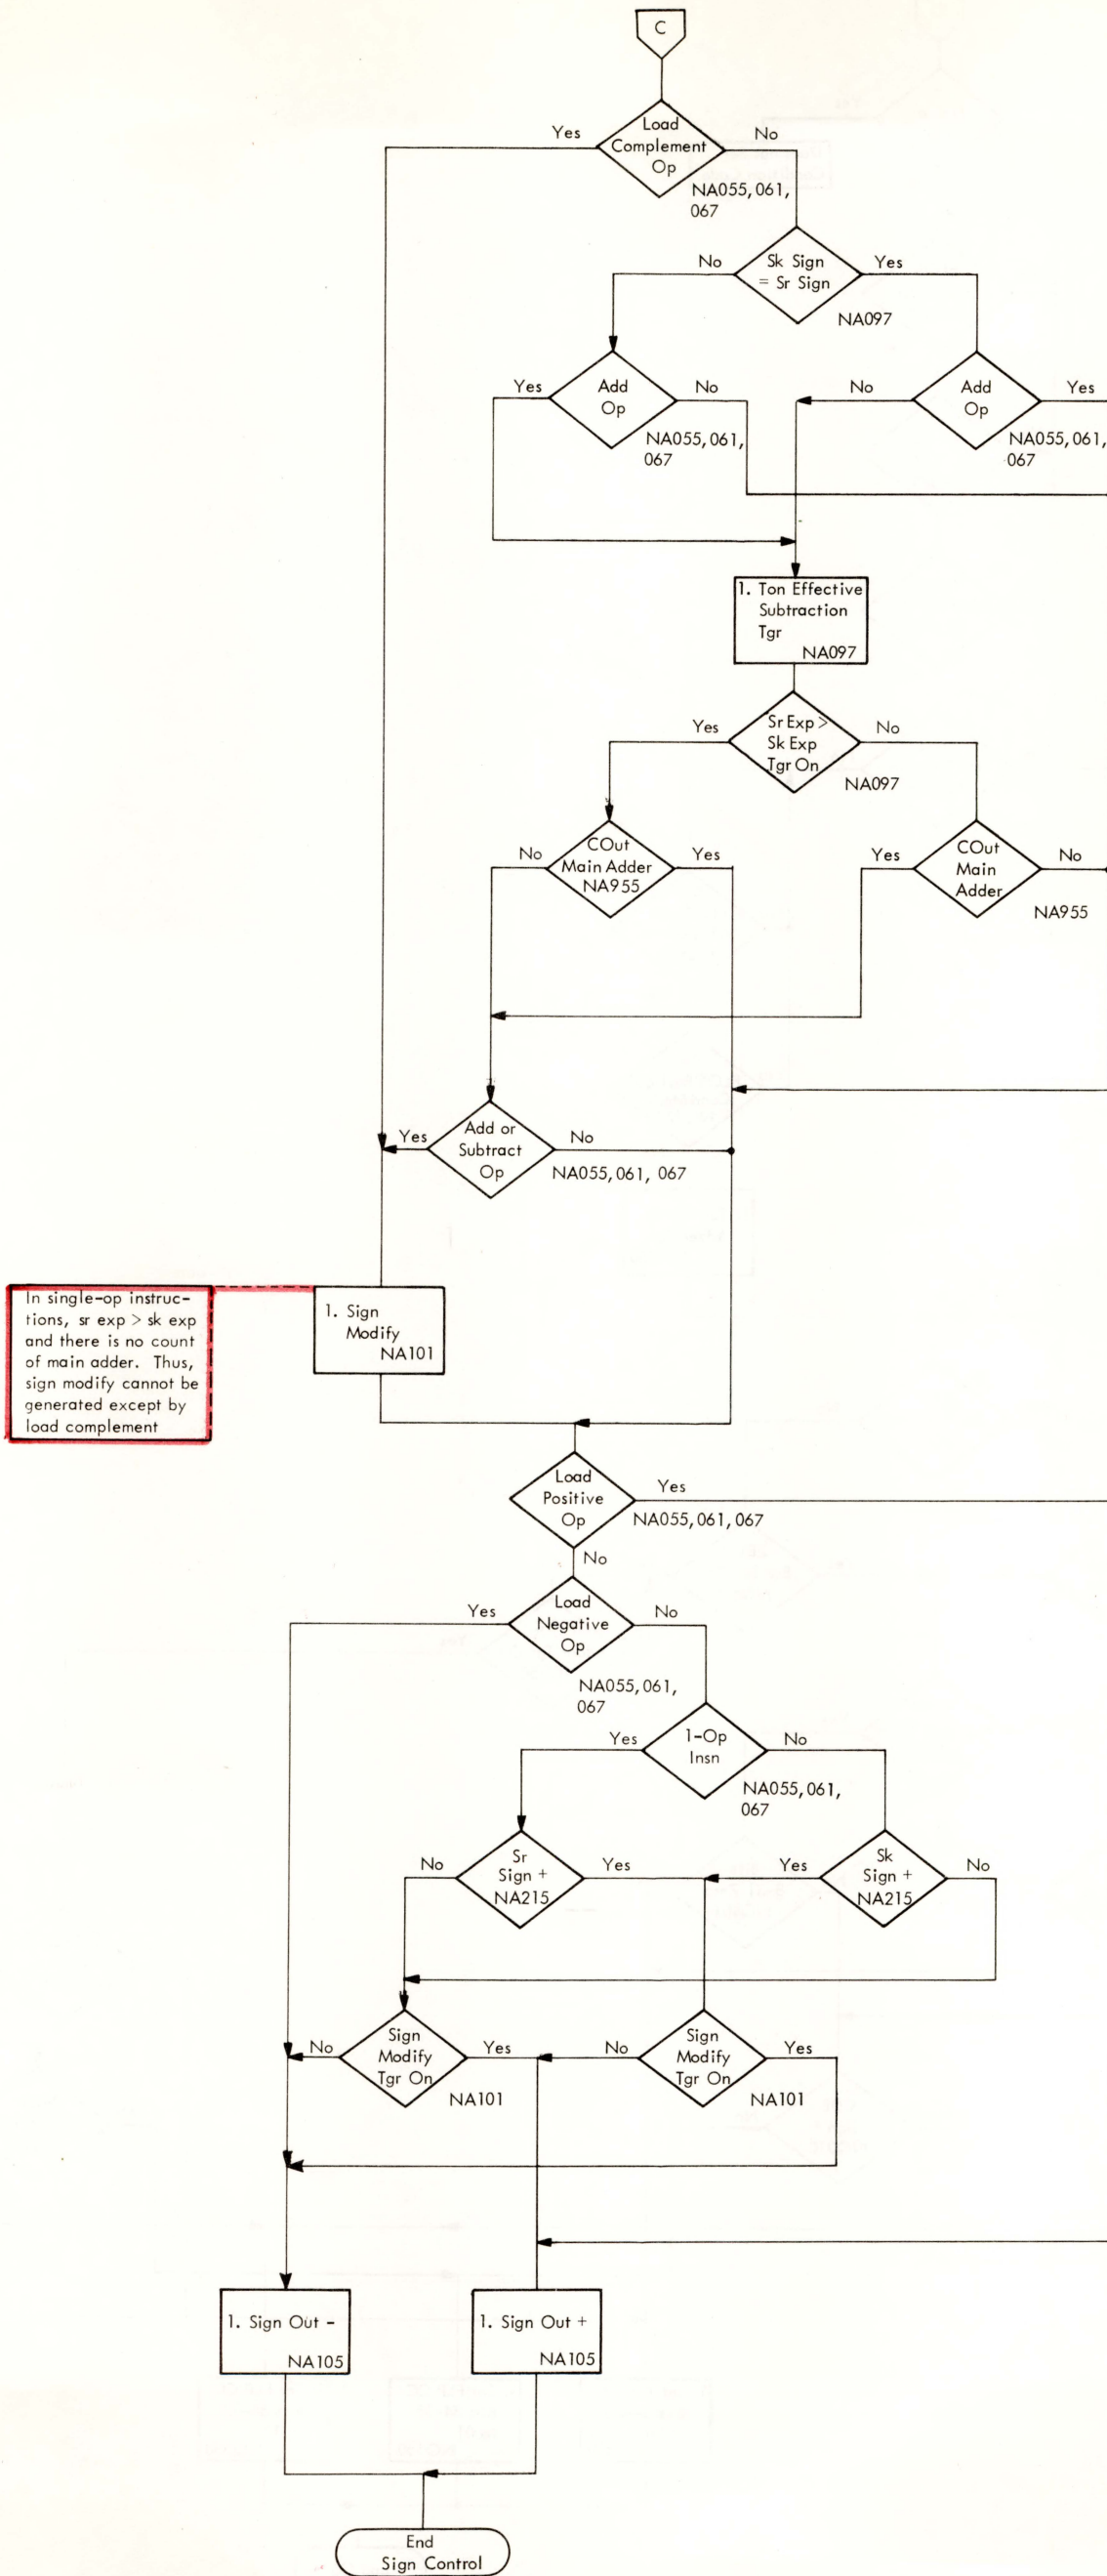 C
Load
Complement
Op
Yes
No
NA055, 061,
067
Sk Sign
= Sr Sign
No
Yes
NA097
Add
Op
Yes
No
NA055, 061,
067
Add
Op
No
Yes
NA055, 061,
067
1. Ton Effective
Subtraction
Tgr
NA097
Sr Exp >
Sk Exp
Tgr On
Yes
No
NA097
COut
Main Adder
NA955
No
Yes
COut
Main
Adder
Yes
No
NA955
Add or
Subtract
Op
Yes
No
NA055, 061, 067
In single-op instruc-
tions, sr exp > sk exp
and there is no count
of main adder. Thus,
sign modify cannot be
generated except by
load complement
1. Sign
Modify
NA101
Load
Positive
Op
Yes
NA055, 061, 067
No
Load
Negative
Op
Yes
No
NA055, 061,
067
1-Op
Insn
Yes
No
NA055, 061,
067
Sr
Sign +
NA215
No
Yes
Sk
Sign +
NA215
Yes
No
Sign
Modify
Tgr On
No
Yes
NA101
Sign
Modify
Tgr On
No
Yes
NA101
1. Sign Out -
NA105
1. Sign Out +
NA105
End
Sign Control